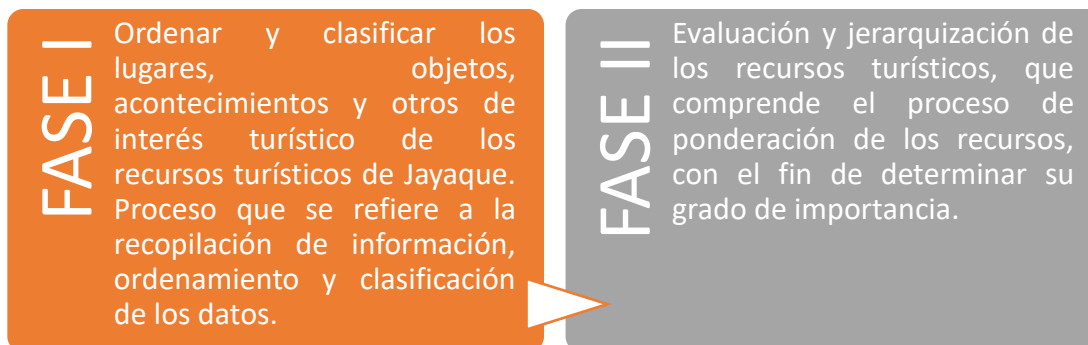 FASE I
Ordenar y clasificar los
lugares, objetos,
acontecimientos y otros de
interés turístico de los
recursos turísticos de Jayaque.
Proceso que se refiere a la
recopilación de información,
ordenamiento y clasificación
de los datos.
FASE II
Evaluación y jerarquización de
los recursos turísticos, que
comprende el proceso de
ponderación de los recursos,
con el fin de determinar su
grado de importancia.